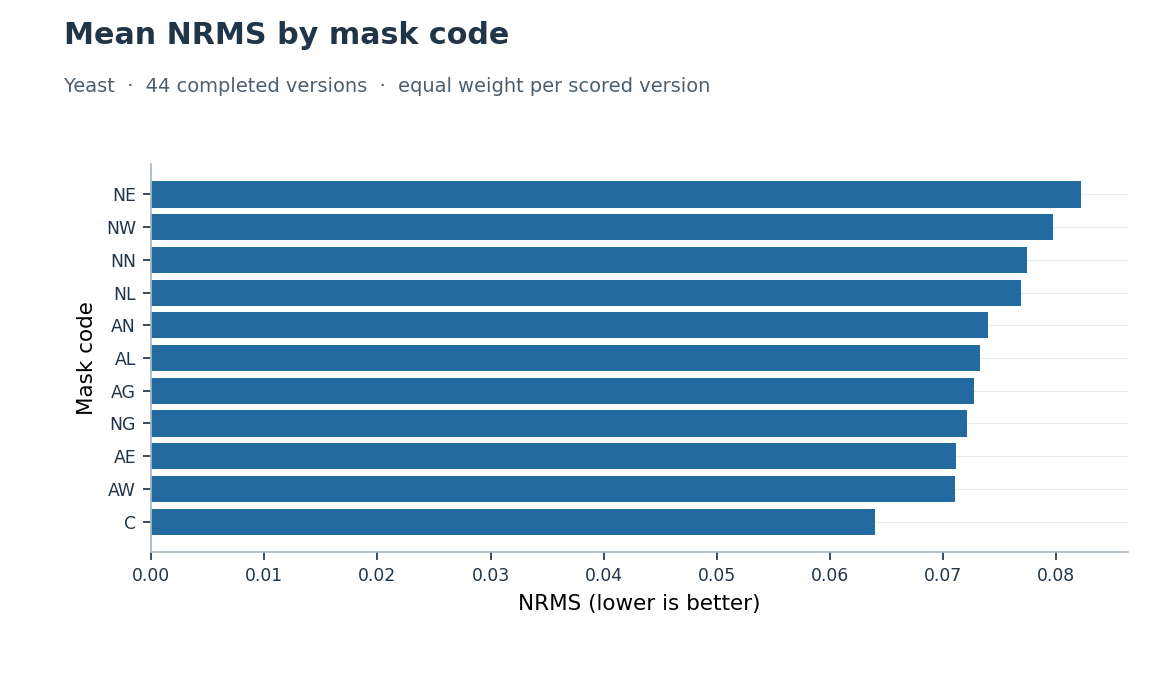 Mean NRMS by mask code
Yeast · 44 completed versions · equal weight per scored version
Mask code
NE
NW
NN
NL
AN
AL
AG
NG
AE
AW
C
0.00 0.01 0.02 0.03 0.04 0.05 0.06 0.07 0.08
NRMS (lower is better)